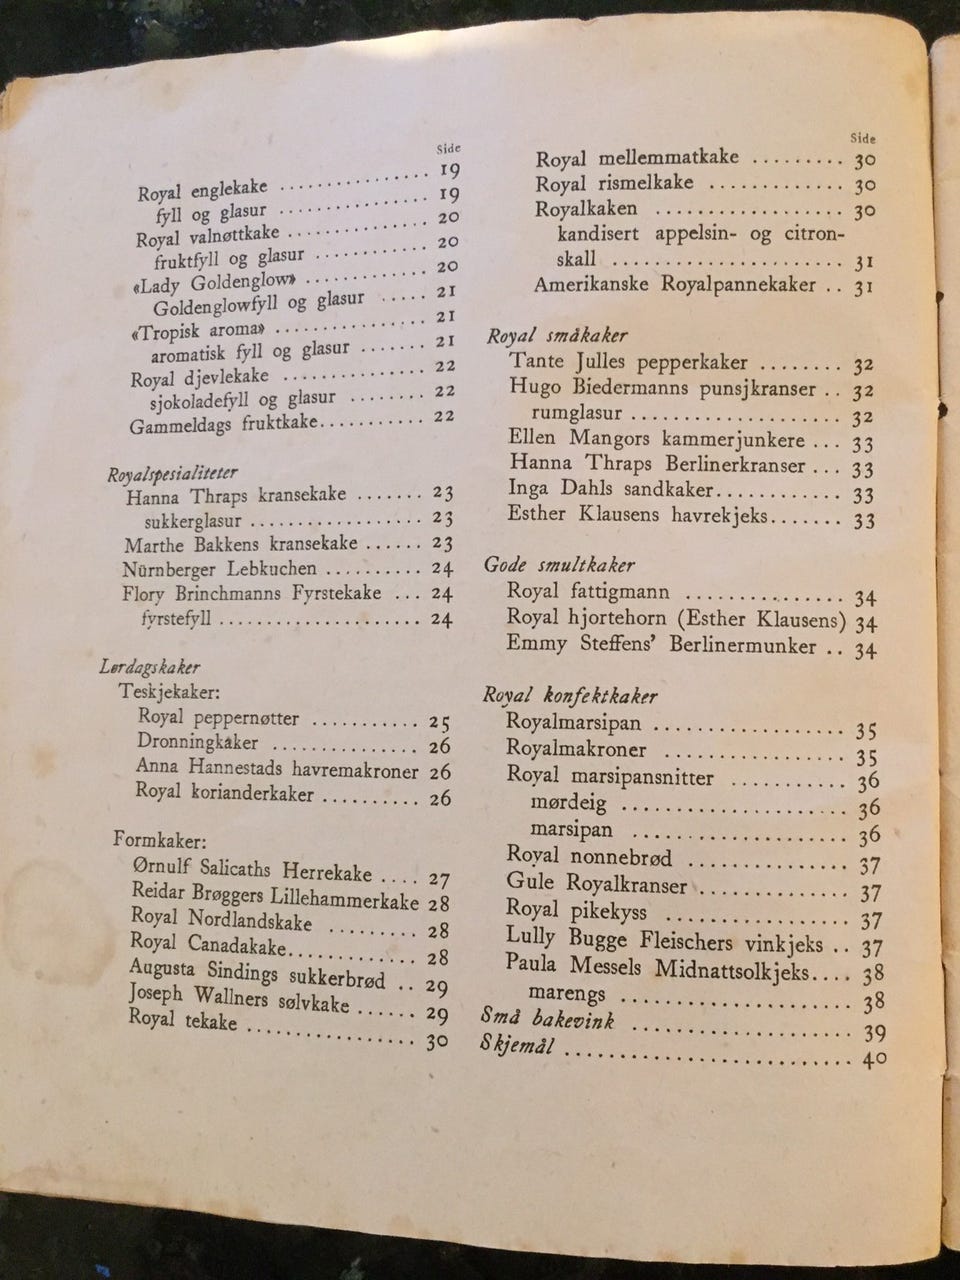 Side
Royal englekake .................. 19
fyll og glasur .................. 19
Royal valnøttkake ................ 20
fruktfyll og glasur ............. 20
«Lady Goldenglow» ............... 20
Goldenglowfyll og glasur ..... 21
«Tropisk aroma» ................. 21
aromatisk fyll og glasur ....... 21
Royal djevlekake ................ 22
sjokoladefyll og glasur ........ 22
Gammeldags fruktkake........... 22
Royalspesialiteter
Hanna Thraps kransekake ....... 23
sukkerglasur .................. 23
Marthe Bakkens kransekake ...... 23
Nürnberger Lebkuchen .......... 24
Flory Brinchmanns Fyrstekake ... 24
fyrstefyll ..................... 24
Lørdagskaker
Teskjekaker:
Royal peppernøtter ........... 25
Dronningkaker ............... 26
Anna Hannestads havremakroner 26
Royal korianderkaker .......... 26
Formkaker:
Ørnulf Salicaths Herrekake .... 27
Reidar Brøggers Lillehammerkake 28
Royal Nordlandskake ......... 28
Royal Canadakake............. 28
Augusta Sindings sukkerbrød .. 29
Joseph Wallners sølvkake ...... 29
Royal tekake ................. 30
Side
Royal mellemmatkake ......... 30
Royal rismelkake ............. 30
Royalkaken .................. 30
kandisert appelsin- og citron-
skall ...................... 31
Amerikanske Royalpannekaker .. 31
Royal småkaker
Tante Julles pepperkaker ........ 32
Hugo Biedermanns punsjkranser .. 32
rumglasur ..................... 32
Ellen Mangors kammerjunkere ... 33
Hanna Thraps Berlinerkranser ... 33
Inga Dahls sandkaker............ 33
Esther Klausens havrekjeks....... 33
Gode smultkaker
Royal fattigmann ............... 34
Royal hjortehorn (Esther Klausens) 34
Emmy Steffens’ Berlinermunker .. 34
Royal konfektkaker
Royalmarsipan .................. 35
Royalmakroner ................. 35
Royal marsipansnitter ........... 36
mørdeig ...................... 36
marsipan ..................... 36
Royal nonnebrød ............... 37
Gule Royalkranser .............. 37
Royal pikekyss ................. 37
Lully Bugge Fleischers vinkjeks .. 37
Paula Messels Midnattsolkjeks.... 38
marengs ...................... 38
Små bakevink .................... 39
Skjemål .......................... 40